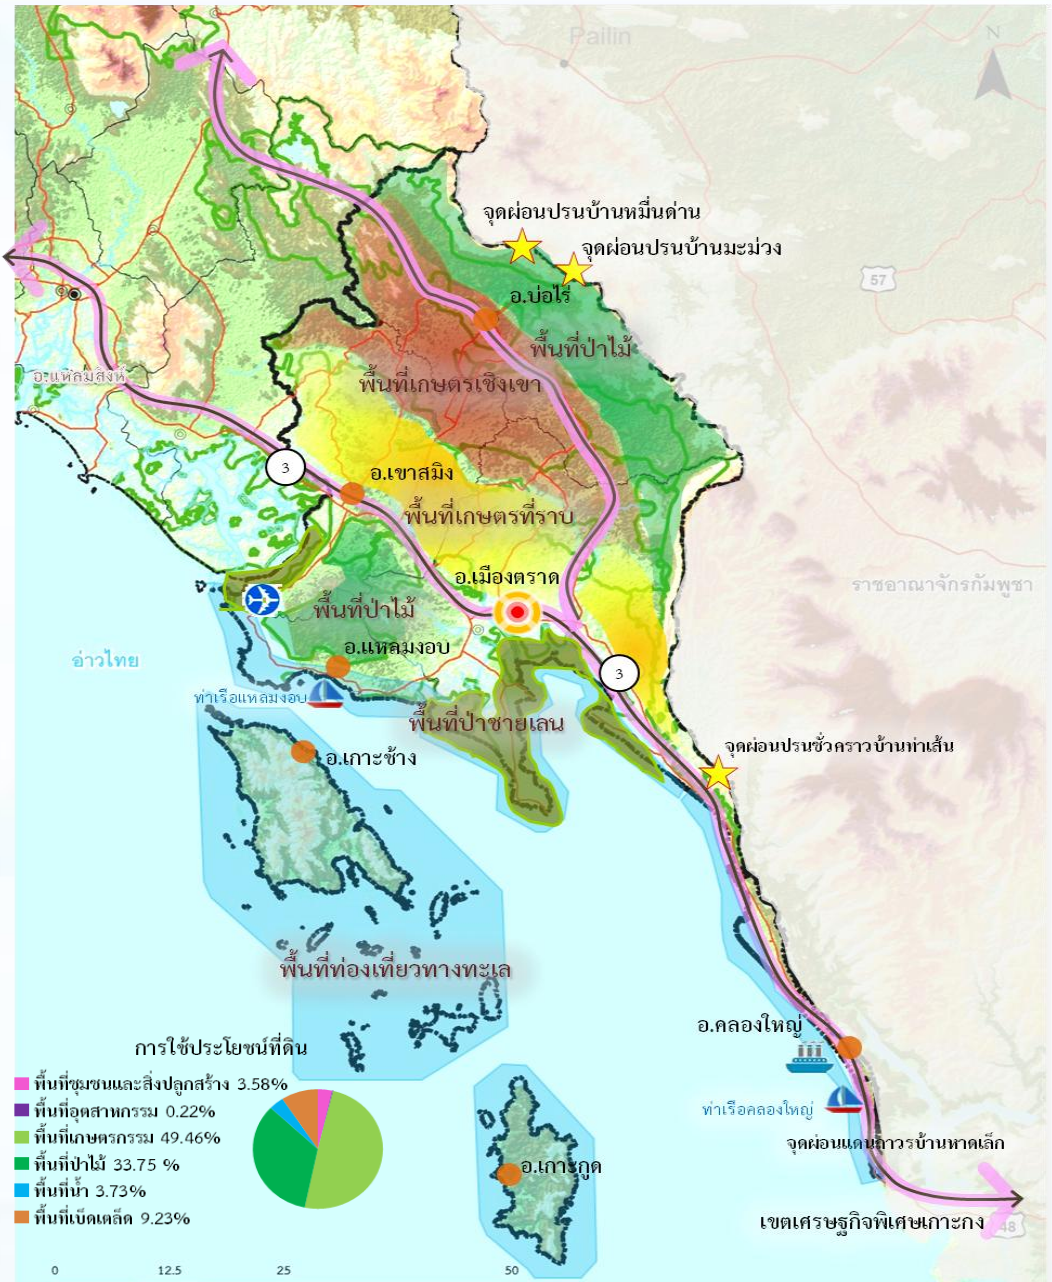 Pailin
N
จุดผ่อนปรนบ้านหมื่นด่าน
จุดผ่อนปรนบ้านมะม่วง
57
อ.บ่อไร่
พื้นที่ป่าไม้
อ.แหลมสิงห์
พื้นที่เกษตรเชิงเขา
3
อ.เขาสมิง
พื้นที่เกษตรที่ราบ
อ.เมืองตราด
ราชอาณาจักรกัมพูชา
พื้นที่ป่าไม้
อ.แหลมงอบ
อ่าวไทย
3
ท่าเรือแหลมงอบ
พื้นที่ป่าชายเลน
จุดผ่อนปรนชั่วคราวบ้านท่าเส้น
อ.เกาะช้าง
พื้นที่ท่องเที่ยวทางทะเล
อ.คลองใหญ่
การใช้ประโยชน์ที่ดิน
พื้นที่ชุมชนและสิ่งปลูกสร้าง 3.58%
พื้นที่อุตสาหกรรม 0.22%
พื้นที่เกษตรกรรม 49.46%
พื้นที่ป่าไม้ 33.75 %
พื้นที่น้ำ 3.73%
พื้นที่เบ็ดเตล็ด 9.23%
ท่าเรือคลองใหญ่
จุดผ่อนแดนถาวรบ้านหาดเล็ก
อ.เกาะกูด
เขตเศรษฐกิจพิเศษเกาะกง
48
0 12.5 25 50